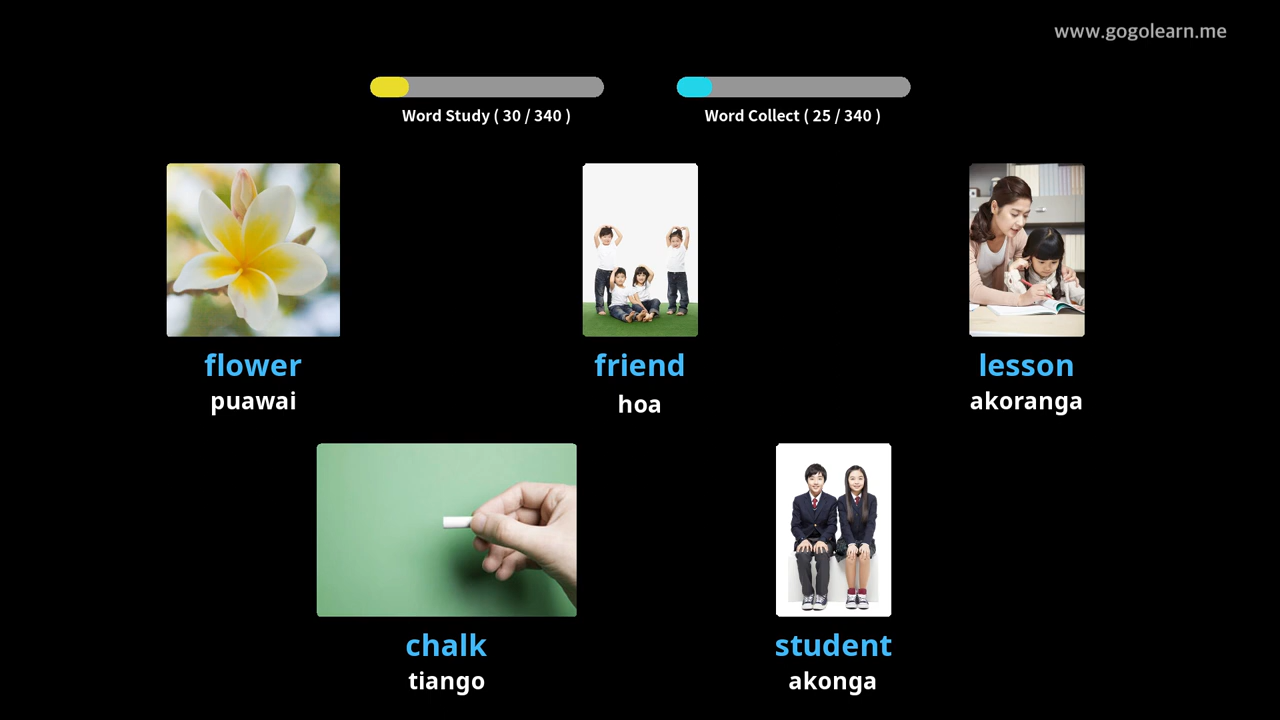 www.gogolearn.me
Word Study ( 30 / 340 )
Word Collect ( 25 / 340 )
flower
puawai
friend
hoa
lesson
akoranga
chalk
tiango
student
akonga